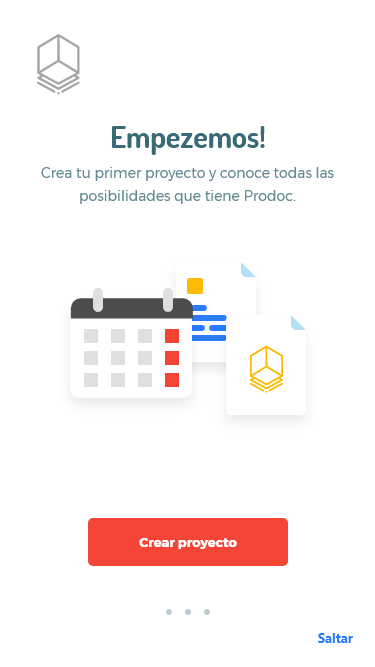 Empezemos!
Crea tu primer proyecto y conoce todas las
posibilidades que tiene Prodoc.
Crear proyecto
Saltar